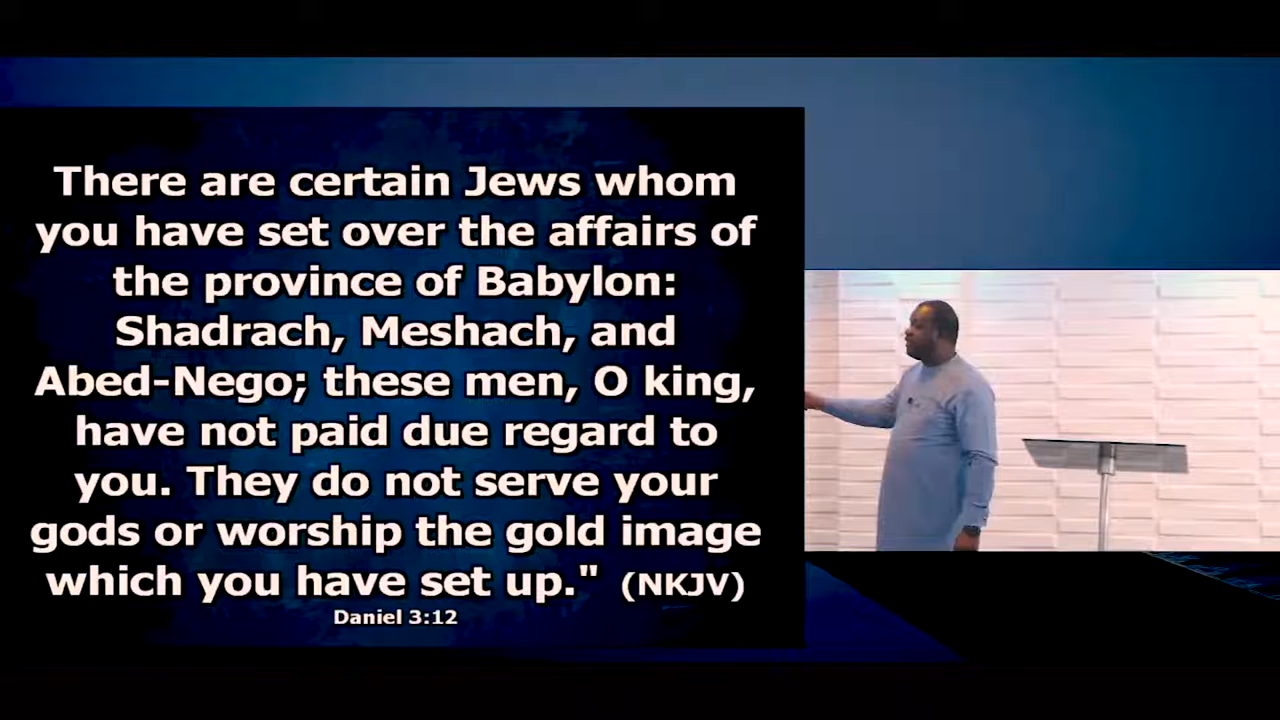 There are certain Jews whom
you have set over the affairs of
the province of Babylon:
Shadrach, Meshach, and
Abed-Nego; these men, O king,
have not paid due regard to
you. They do not serve your
gods or worship the gold image
which you have set up." (NKJV)
Daniel 3:12